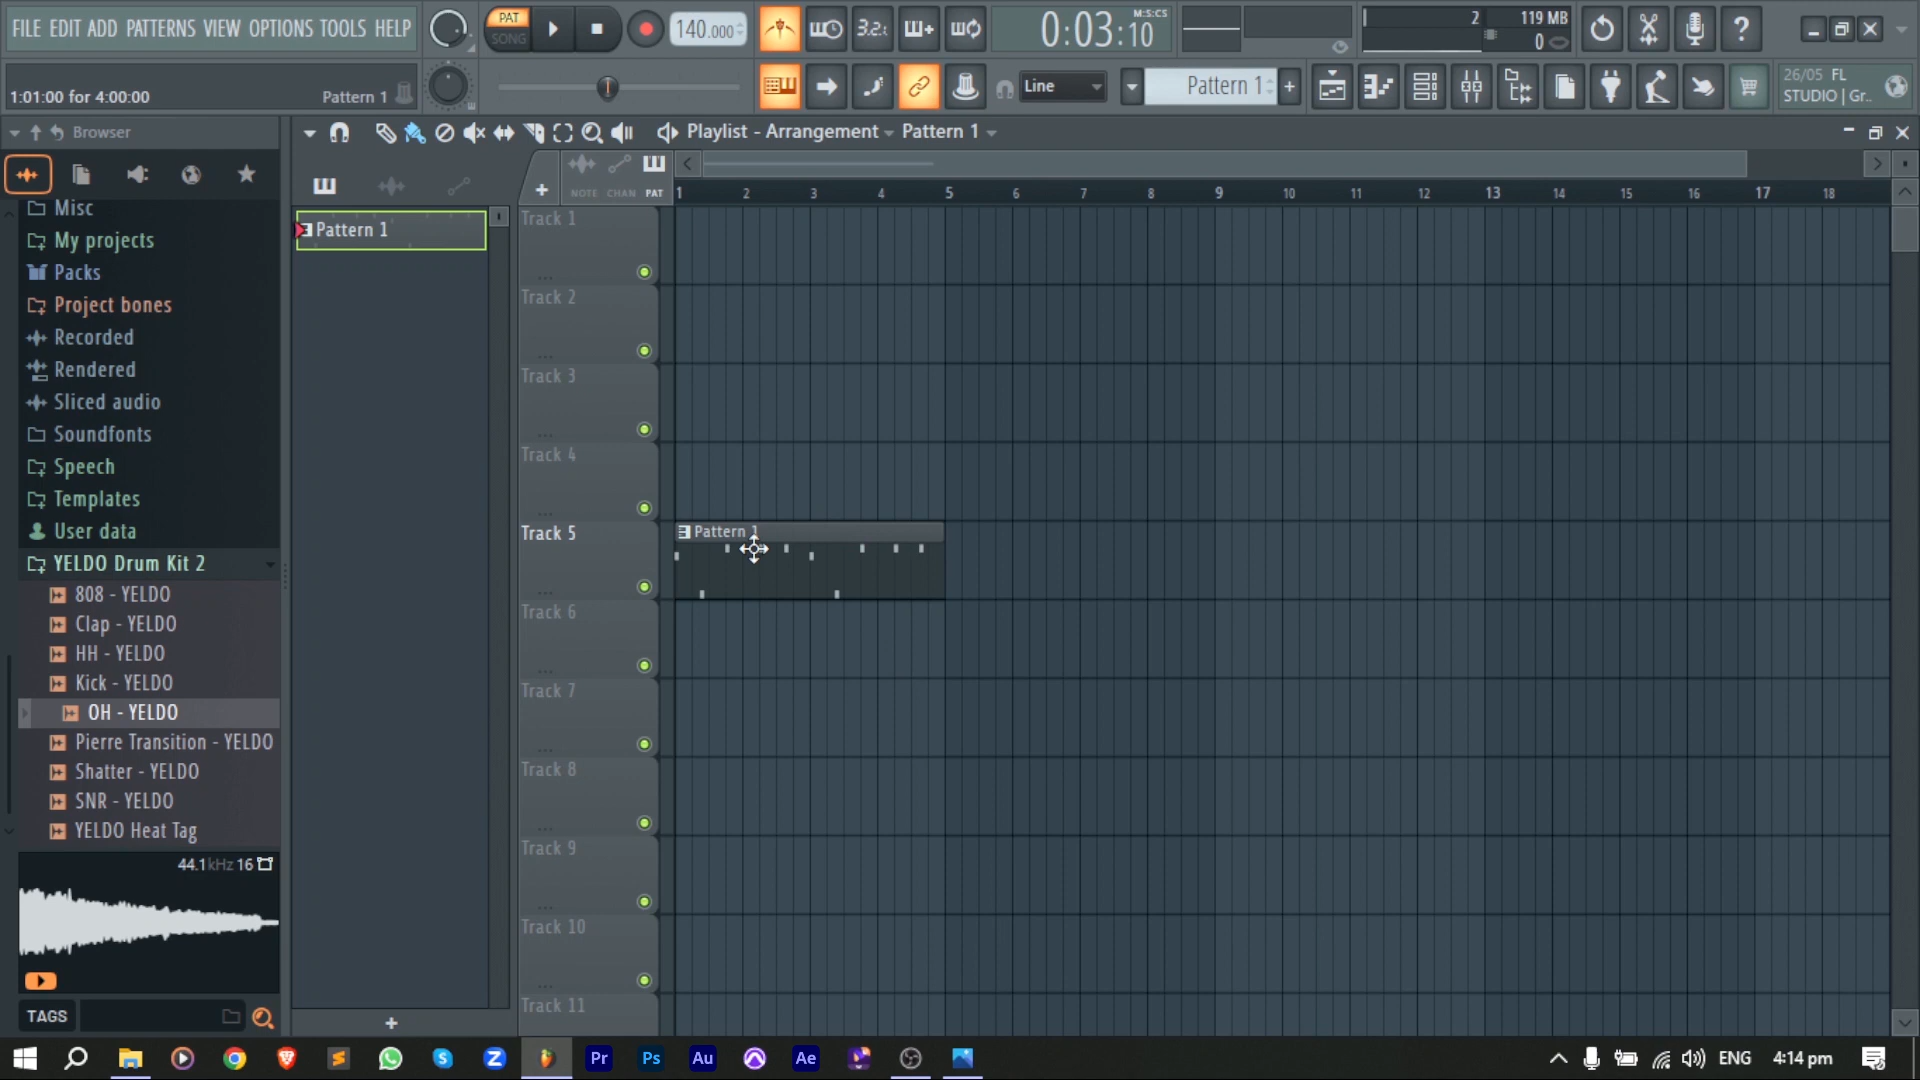 FILE EDIT ADD PATTERNS VIEW OPTIONS TOOLS HELP
PAT
SONG
140.000
3.2.
0:03:10
M:S:CS
2
119 MB
0
1:01:00 for 4:00:00
Pattern 1
Line
Pattern 1
26/05 FL
STUDIO | Gr..
Browser
Playlist - Arrangement
Pattern 1
NOTE CHAN PAT
1 2 3 4 5 6 7 8 9 10 11 12 13 14 15 16 17 18
Misc
My projects
Packs
Project bones
Recorded
Rendered
Sliced audio
Soundfonts
Speech
Templates
User data
YELDO Drum Kit 2
808 - YELDO
Clap - YELDO
HH - YELDO
Kick - YELDO
OH - YELDO
Pierre Transition - YELDO
Shatter - YELDO
SNR - YELDO
YELDO Heat Tag
44.1kHz 16
TAGS
Pattern 1
Track 1
Track 2
Track 3
Track 4
Track 5
Pattern 1
Track 6
Track 7
Track 8
Track 9
Track 10
Track 11
Pr
Ps
Au
Ae
ENG
4:14 pm